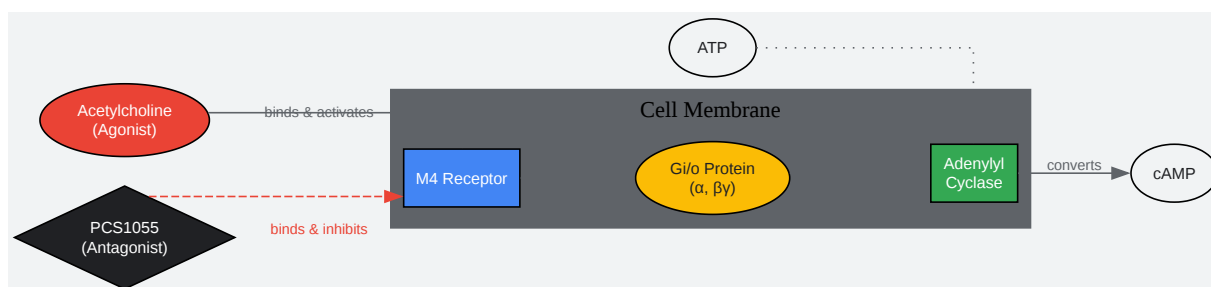 ATP
Acetylcholine
(Agonist)
binds & activates
Cell Membrane
M4 Receptor
Gi/o Protein
(α, βγ)
Adenylyl
Cyclase
converts
cAMP
PCS1055
(Antagonist)
binds & inhibits